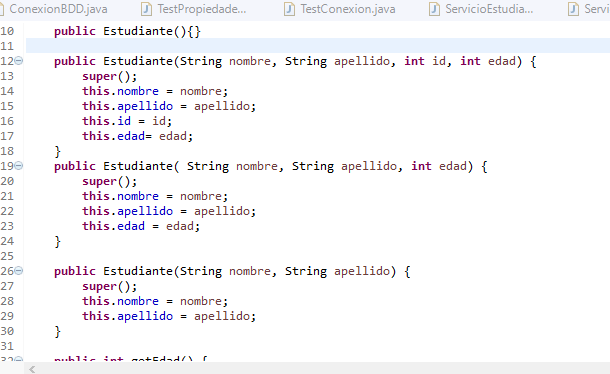 ConexionBDD.java TestPropiedade... TestConexion.java ServicioEstudia... Servi
10 public Estudiante(){}
11
12 public Estudiante(String nombre, String apellido, int id, int edad) {
13 super();
14 this.nombre = nombre;
15 this.apellido = apellido;
16 this.id = id;
17 this.edad= edad;
18 }
19 public Estudiante( String nombre, String apellido, int edad) {
20 super();
21 this.nombre = nombre;
22 this.apellido = apellido;
23 this.edad = edad;
24 }
25
26 public Estudiante(String nombre, String apellido) {
27 super();
28 this.nombre = nombre;
29 this.apellido = apellido;
30 }
31
32 public int getEdad() {